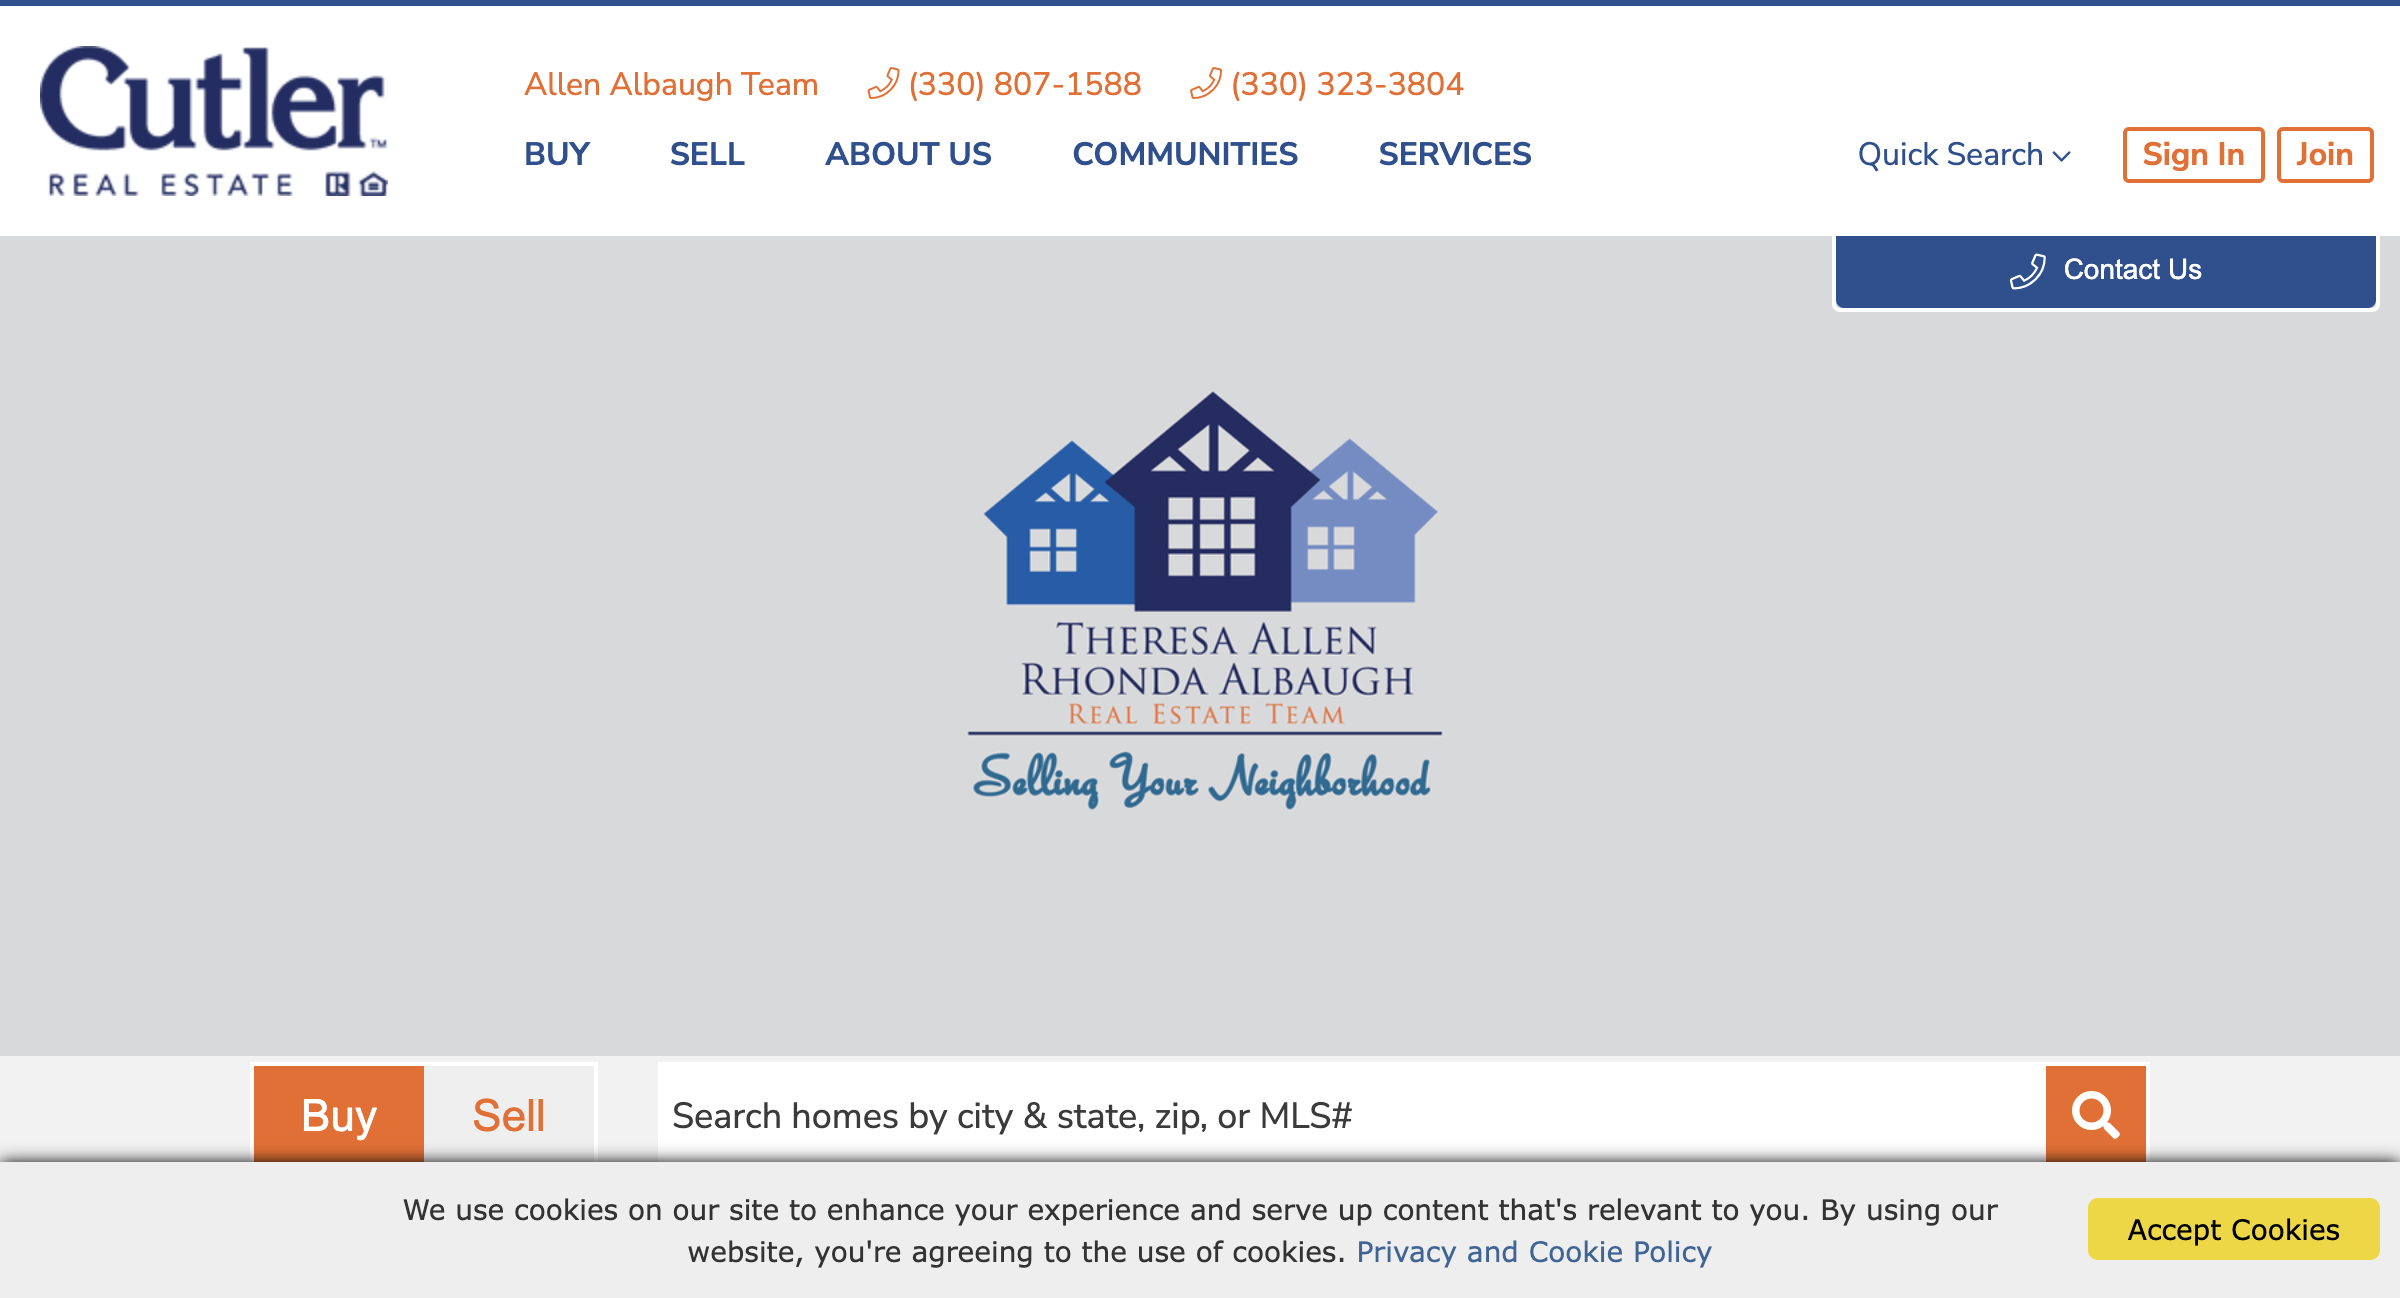 Cutler™
REAL ESTATE
Allen Albaugh Team (330) 807-1588 (330) 323-3804
BUY SELL ABOUT US COMMUNITIES SERVICES
Quick Search Sign In Join
Contact Us
THERESA ALLEN
RHONDA ALBAUGH
REAL ESTATE TEAM
Selling Your Neighborhood
Buy Sell Search homes by city & state, zip, or MLS#
We use cookies on our site to enhance your experience and serve up content that's relevant to you. By using our
website, you're agreeing to the use of cookies. Privacy and Cookie Policy
Accept Cookies